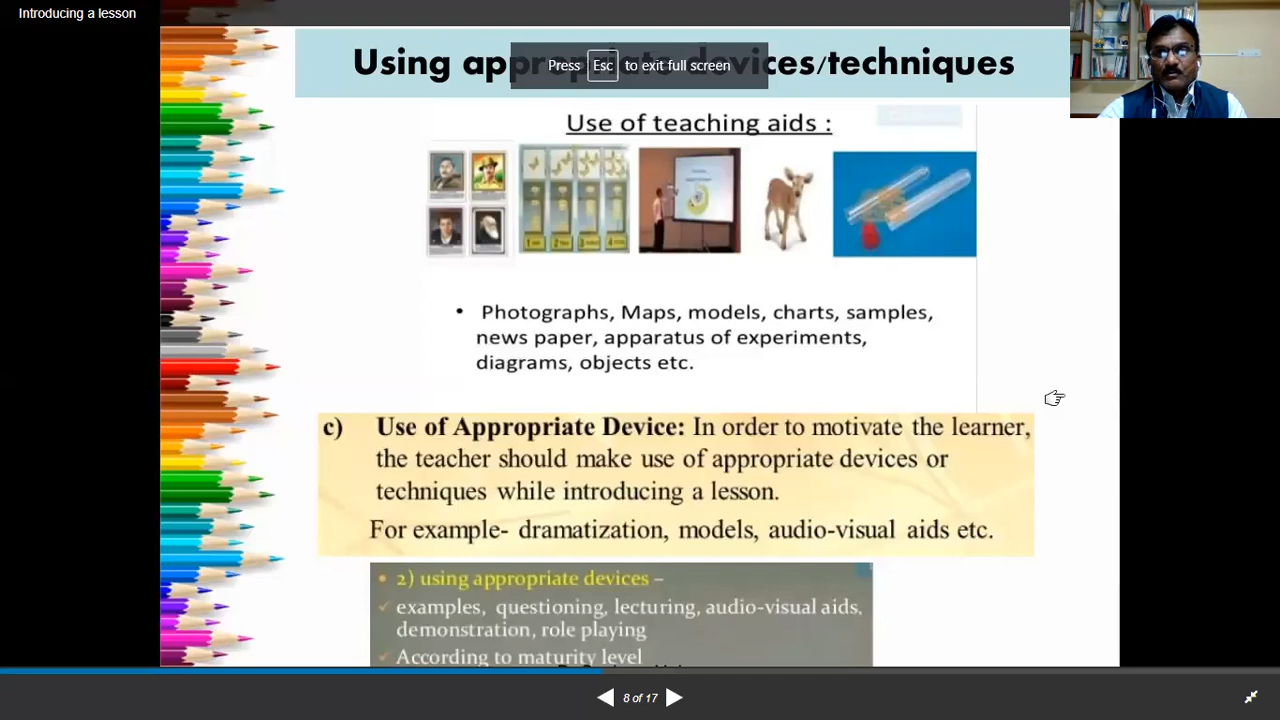 Introducing a lesson
Using appropriate devices/techniques
Press Esc to exit full screen
Use of teaching aids :
• Photographs, Maps, models, charts, samples,
news paper, apparatus of experiments,
diagrams, objects etc.
c) Use of Appropriate Device: In order to motivate the learner,
the teacher should make use of appropriate devices or
techniques while introducing a lesson.
For example- dramatization, models, audio-visual aids etc.
• 2) using appropriate devices –
✓ examples, questioning, lecturing, audio-visual aids,
demonstration, role playing
✓ According to maturity level
8 of 17